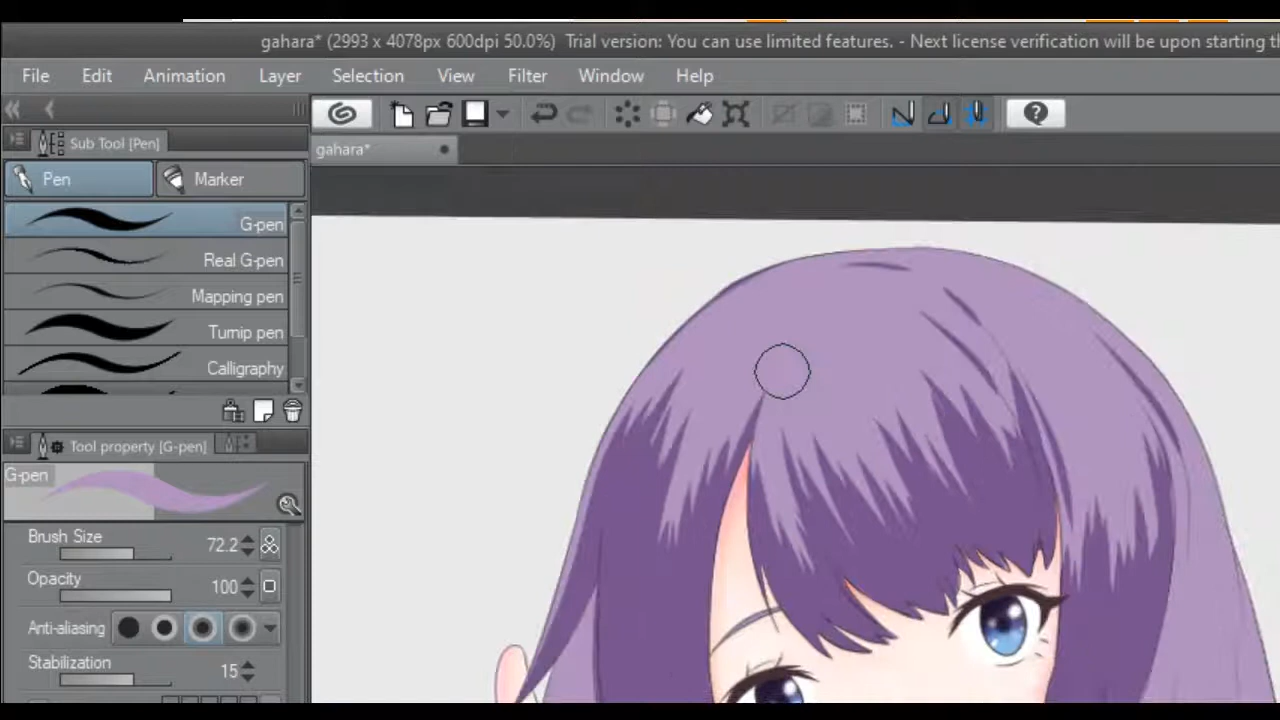 gahara* (2993 x 4078px 600dpi 50.0%) Trial version: You can use limited features. - Next license verification will be upon starting
File Edit Animation Layer Selection View Filter Window Help
Sub Tool [Pen]
gahara*
Pen Marker
G-pen
Real G-pen
Mapping pen
Turnip pen
Calligraphy
Tool property [G-pen]
G-pen
Brush Size 72.2
Opacity 100
Anti-aliasing
Stabilization 15